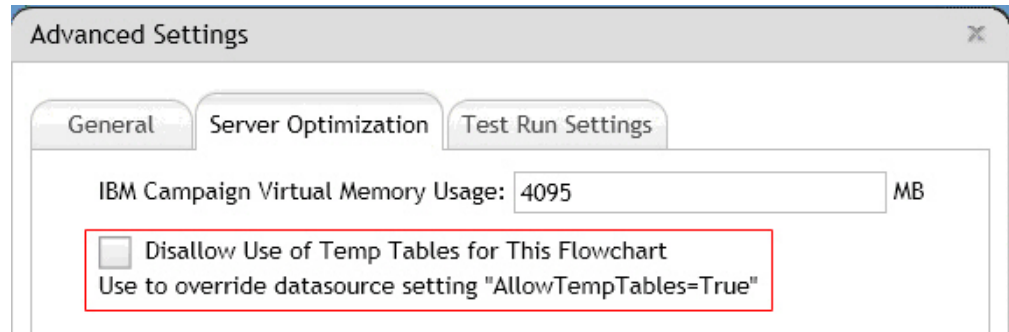 Advanced Settings
General Server Optimization Test Run Settings
IBM Campaign Virtual Memory Usage: 4095 MB
Disallow Use of Temp Tables for This Flowchart
Use to override datasource setting "AllowTempTables=True"